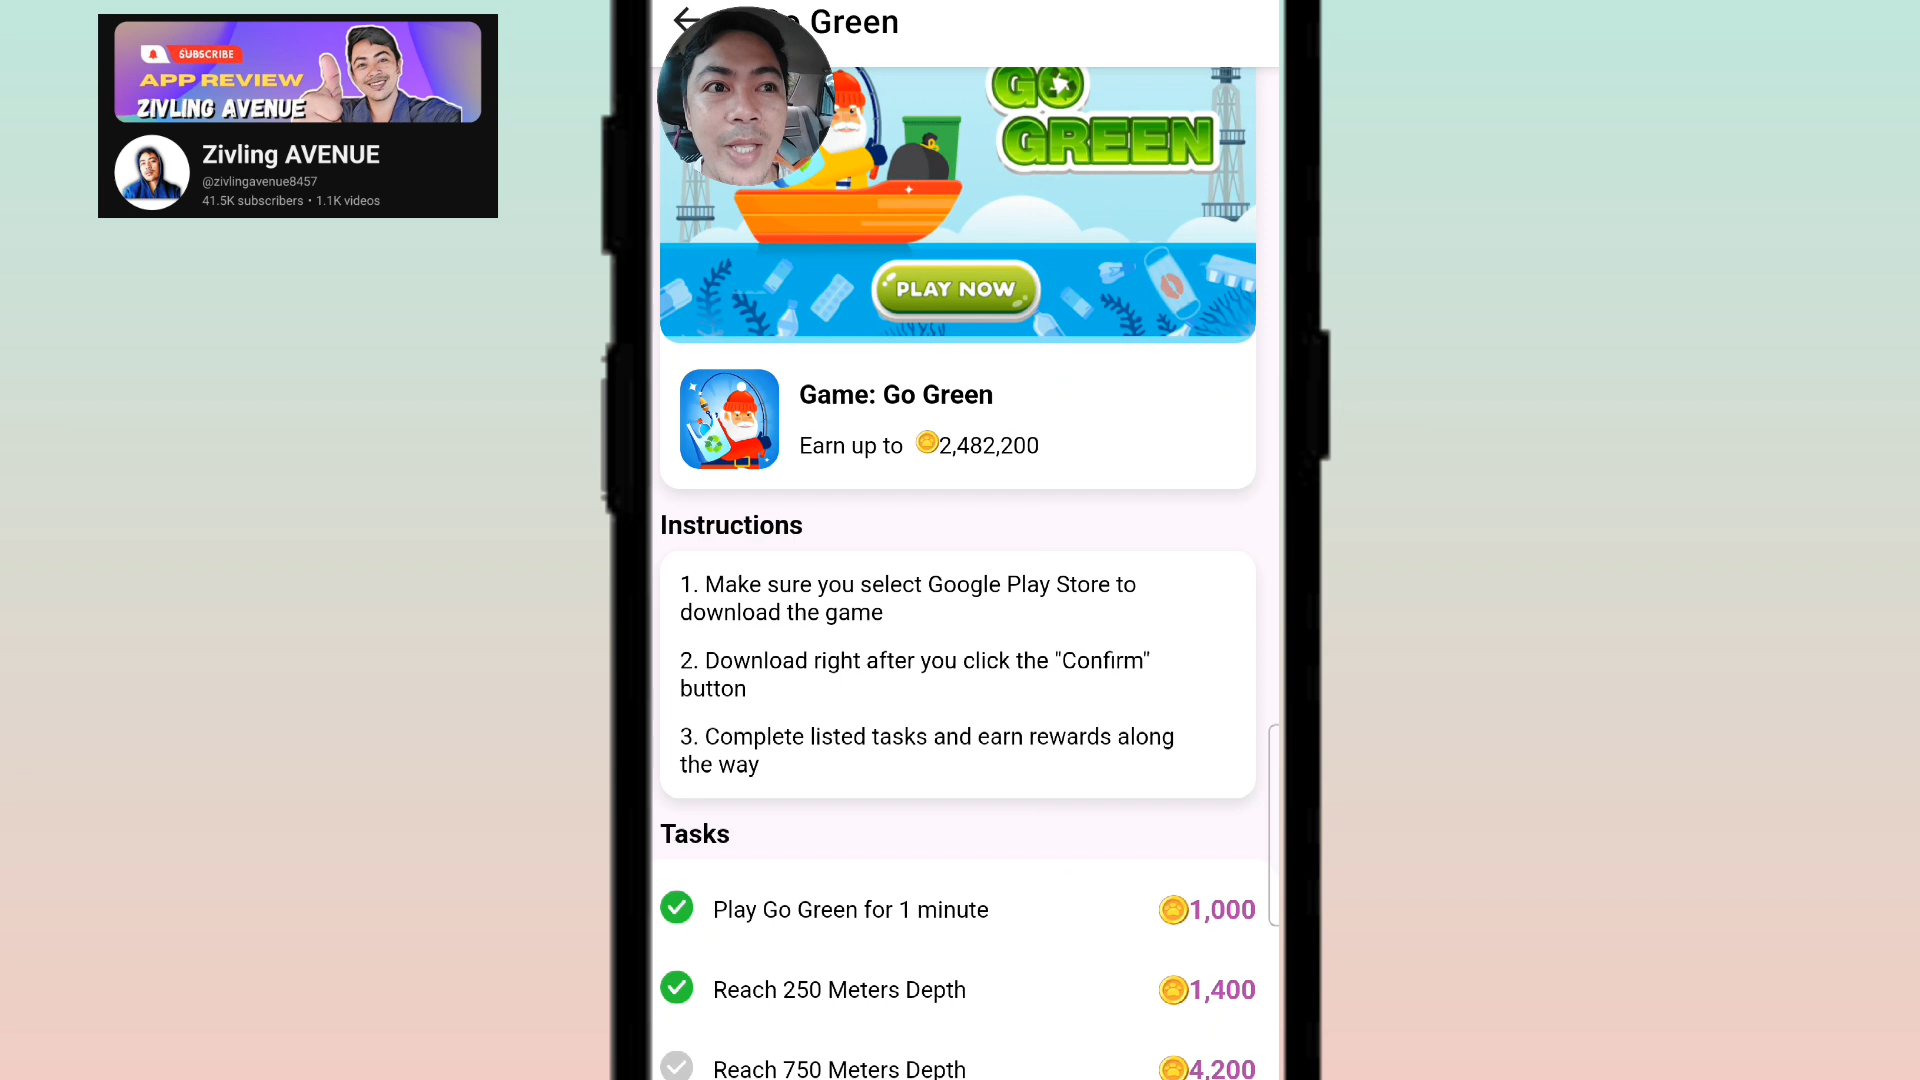 SUBSCRIBE
APP REVIEW
ZIVLING AVENUE
Zivling AVENUE
@zivlingavenue8457
41.5K subscribers • 1.1K videos
Green
GO
GREEN
PLAY NOW
Game: Go Green
Earn up to 2,482,200
Instructions
1. Make sure you select Google Play Store to
download the game
2. Download right after you click the "Confirm"
button
3. Complete listed tasks and earn rewards along
the way
Tasks
Play Go Green for 1 minute 1,000
Reach 250 Meters Depth 1,400
Reach 750 Meters Depth 4,200